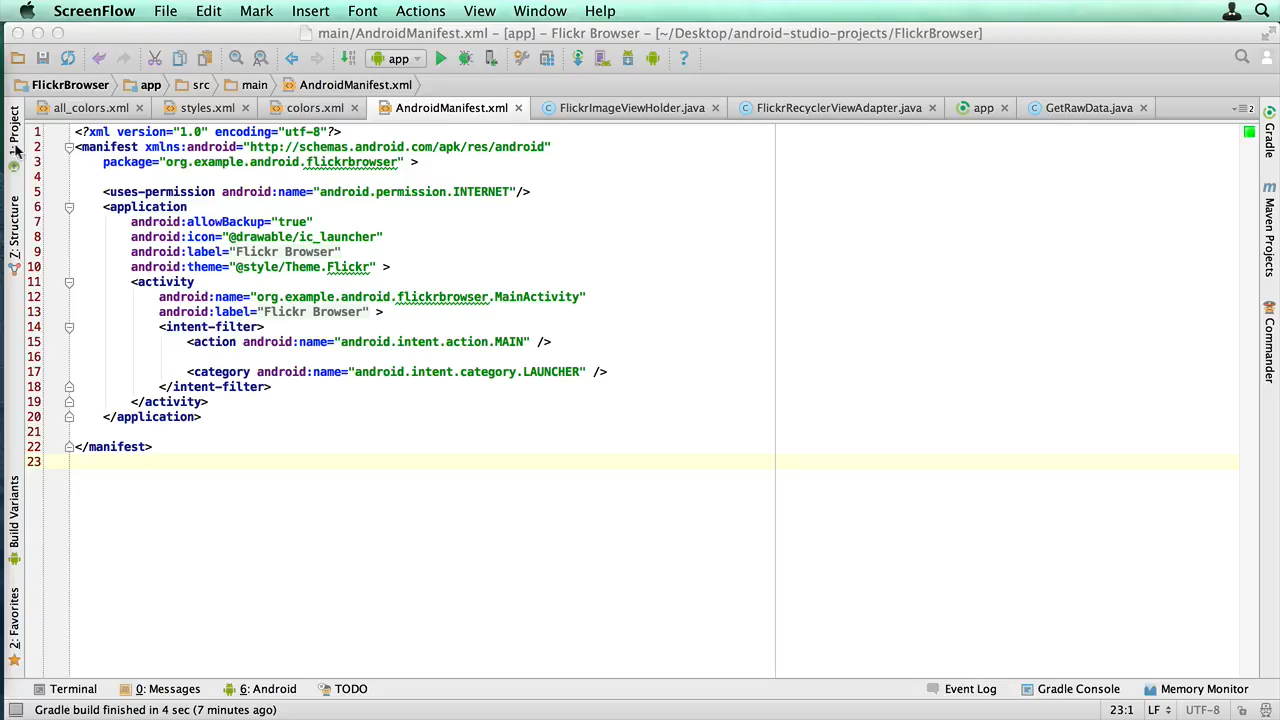 ScreenFlow File Edit Mark Insert Font Actions View Window Help
main/AndroidManifest.xml - [app] - Flickr Browser - [~/Desktop/android-studio-projects/FlickrBrowser]
app
FlickrBrowser app src main AndroidManifest.xml
all_colors.xml styles.xml colors.xml AndroidManifest.xml FlickrImageViewHolder.java FlickrRecyclerViewAdapter.java app GetRawData.java
1 <?xml version="1.0" encoding="utf-8"?>
2 <manifest xmlns:android="http://schemas.android.com/apk/res/android"
3 package="org.example.android.flickrbrowser" >
4
5 <uses-permission android:name="android.permission.INTERNET"/>
6 <application
7 android:allowBackup="true"
8 android:icon="@drawable/ic_launcher"
9 android:label="Flickr Browser"
10 android:theme="@style/Theme.Flickr" >
11 <activity
12 android:name="org.example.android.flickrbrowser.MainActivity"
13 android:label="Flickr Browser" >
14 <intent-filter>
15 <action android:name="android.intent.action.MAIN" />
16
17 <category android:name="android.intent.category.LAUNCHER" />
18 </intent-filter>
19 </activity>
20 </application>
21
22 </manifest>
23
1: Project
Z: Structure
Build Variants
2: Favorites
Gradle
Maven Projects
Commander
Terminal 0: Messages 6: Android TODO Event Log Gradle Console Memory Monitor
Gradle build finished in 4 sec (7 minutes ago) 23:1 LF UTF-8